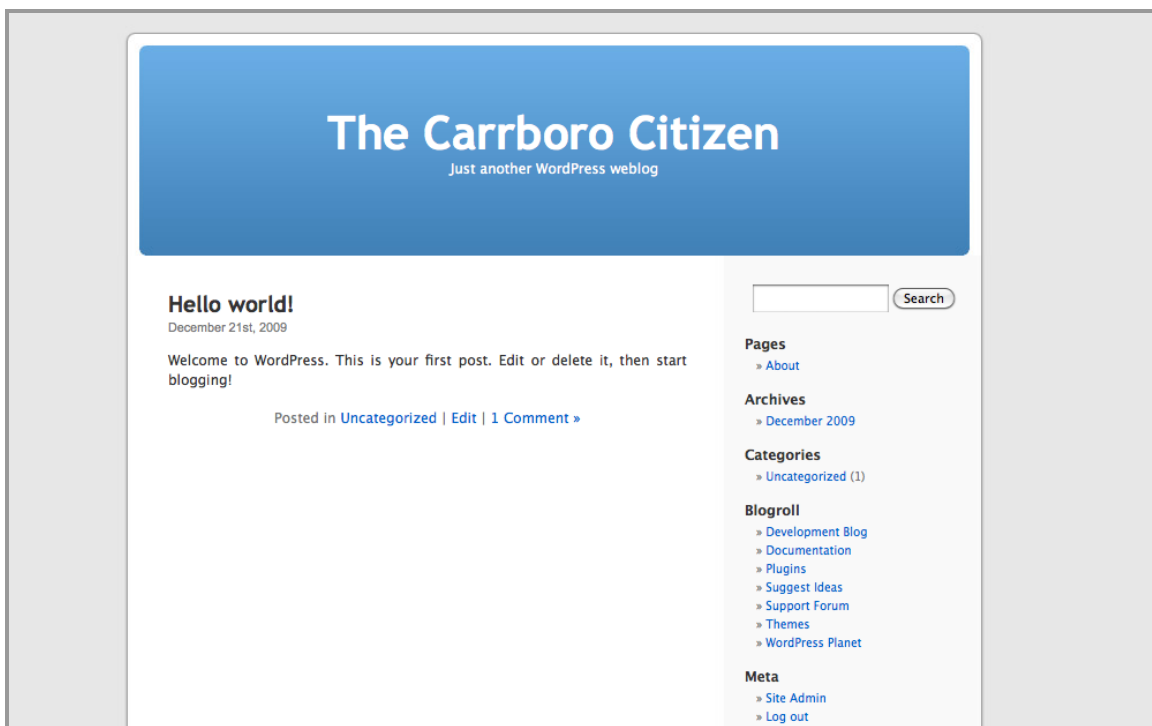 The Carrboro Citizen
Just another WordPress weblog
Hello world!
December 21st, 2009
Welcome to WordPress. This is your first post. Edit or delete it, then start
blogging!
Posted in Uncategorized | Edit | 1 Comment »
Search
Pages
» About
Archives
» December 2009
Categories
» Uncategorized (1)
Blogroll
» Development Blog
» Documentation
» Plugins
» Suggest Ideas
» Support Forum
» Themes
» WordPress Planet
Meta
» Site Admin
» Log out